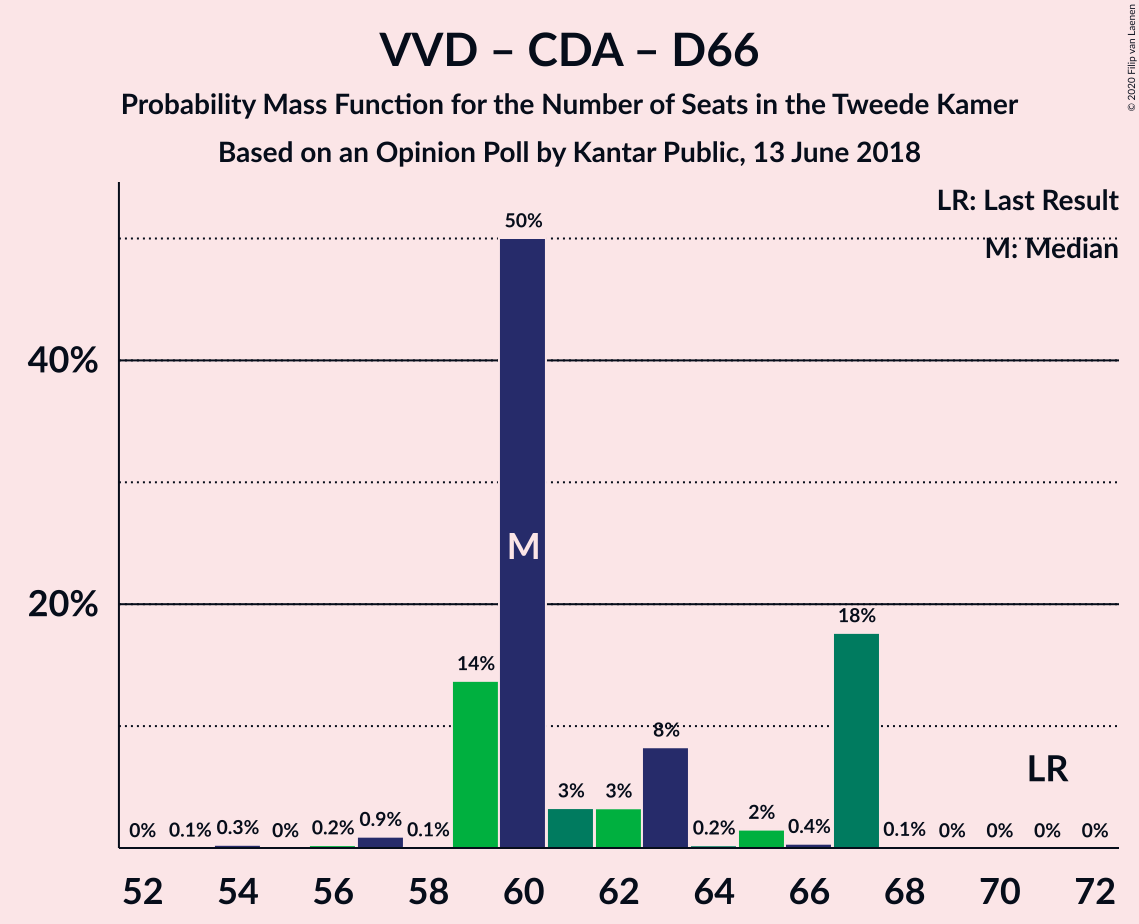 © 2020 Filip van Laenen
VVD – CDA – D66
Probability Mass Function for the Number of Seats in the Tweede Kamer
Based on an Opinion Poll by Kantar Public, 13 June 2018
LR: Last Result
M: Median
40%
20%
0% 0.1% 0.3% 0% 0.2% 0.9% 0.1% 14% 50% 3% 3% 8% 0.2% 2% 0.4% 18% 0.1% 0% 0% 0% 0%
M
LR
52 54 56 58 60 62 64 66 68 70 72